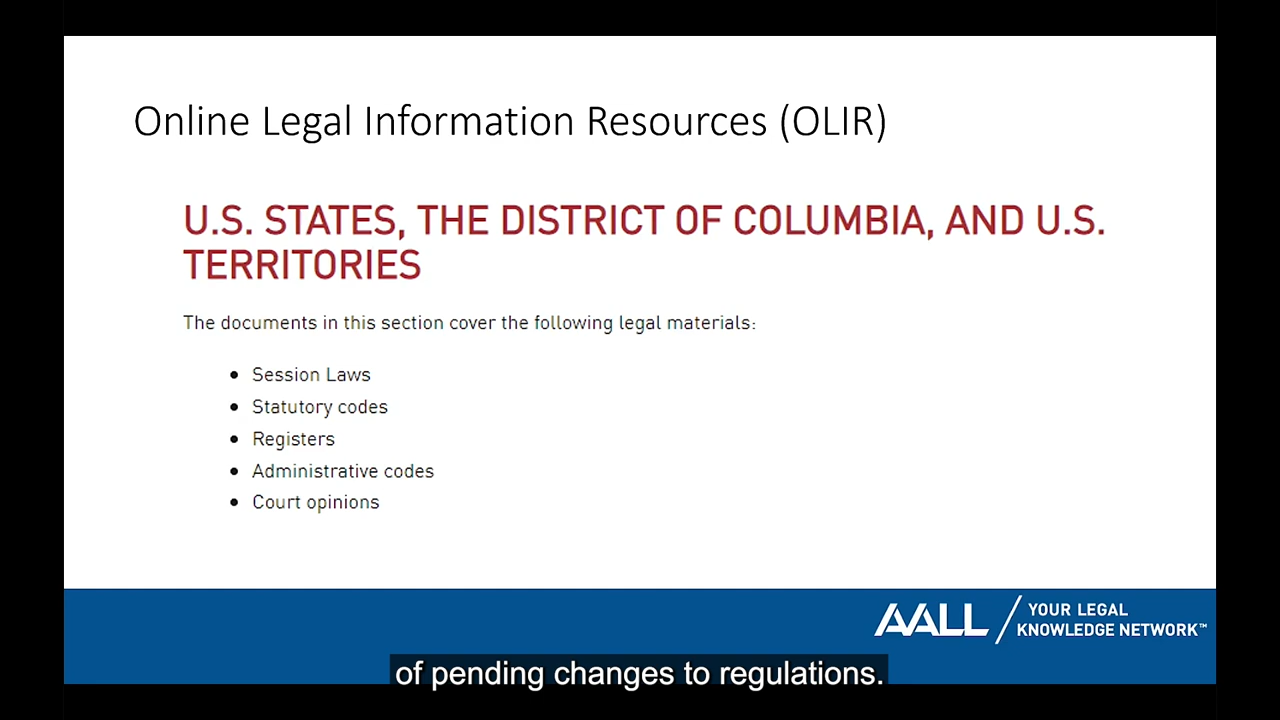 Online Legal Information Resources (OLIR)
U.S. STATES, THE DISTRICT OF COLUMBIA, AND U.S.
TERRITORIES
The documents in this section cover the following legal materials:
• Session Laws
• Statutory codes
• Registers
• Administrative codes
• Court opinions
AALL / YOUR LEGAL
KNOWLEDGE NETWORK™
of pending changes to regulations.